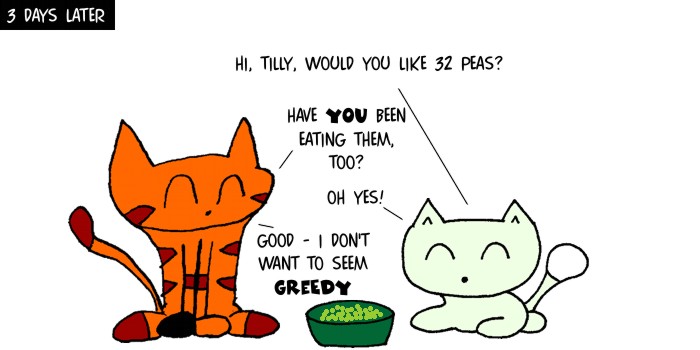 3 DAYS LATER
HI, TILLY, WOULD YOU LIKE 32 PEAS?
HAVE YOU BEEN
EATING THEM,
TOO?
OH YES!
GOOD - I DON'T
WANT TO SEEM
GREEDY